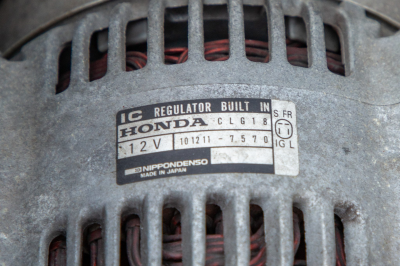 IC REGULATOR BUILT IN
HONDA CLG18
12V 101211-7570
NIPPONDENSO
MADE IN JAPAN
S FR
IG L